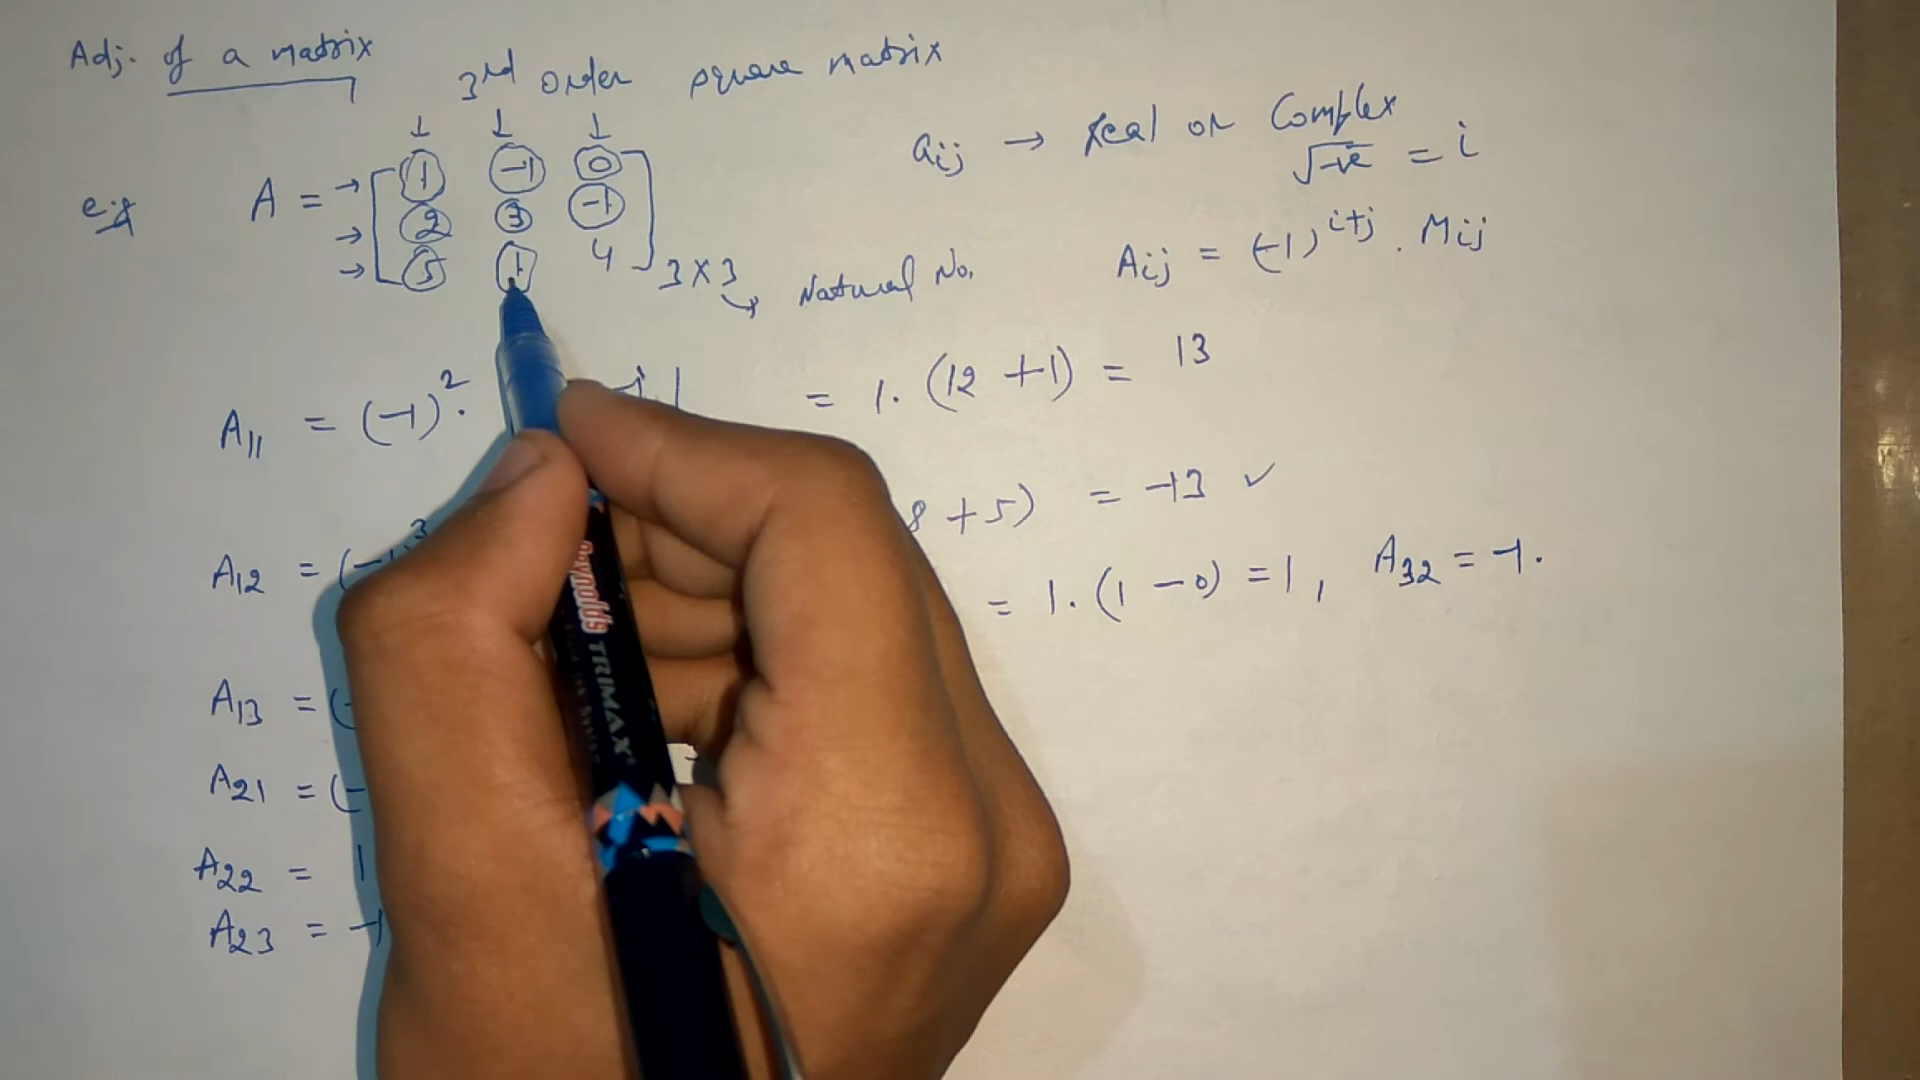 Adj. of a matrix
3rd order square matrix
aij → Real or Complex
√-ve = i
e.g A = [1 -1 0
2 3 -1
5 1 4] 3×3
→ Natural No.
Aij = (-1)^i+j . Mij
A11 = (-1)^2 . = 1. (12 +1) = 13
A12 = (-1)^3 8 +5) = -13 ✓
= 1. (1 -0) = 1, A32 = -1.
A13 = (-
A21 = (-
A22 = 1
A23 = -1
Reynolds TRIMAX